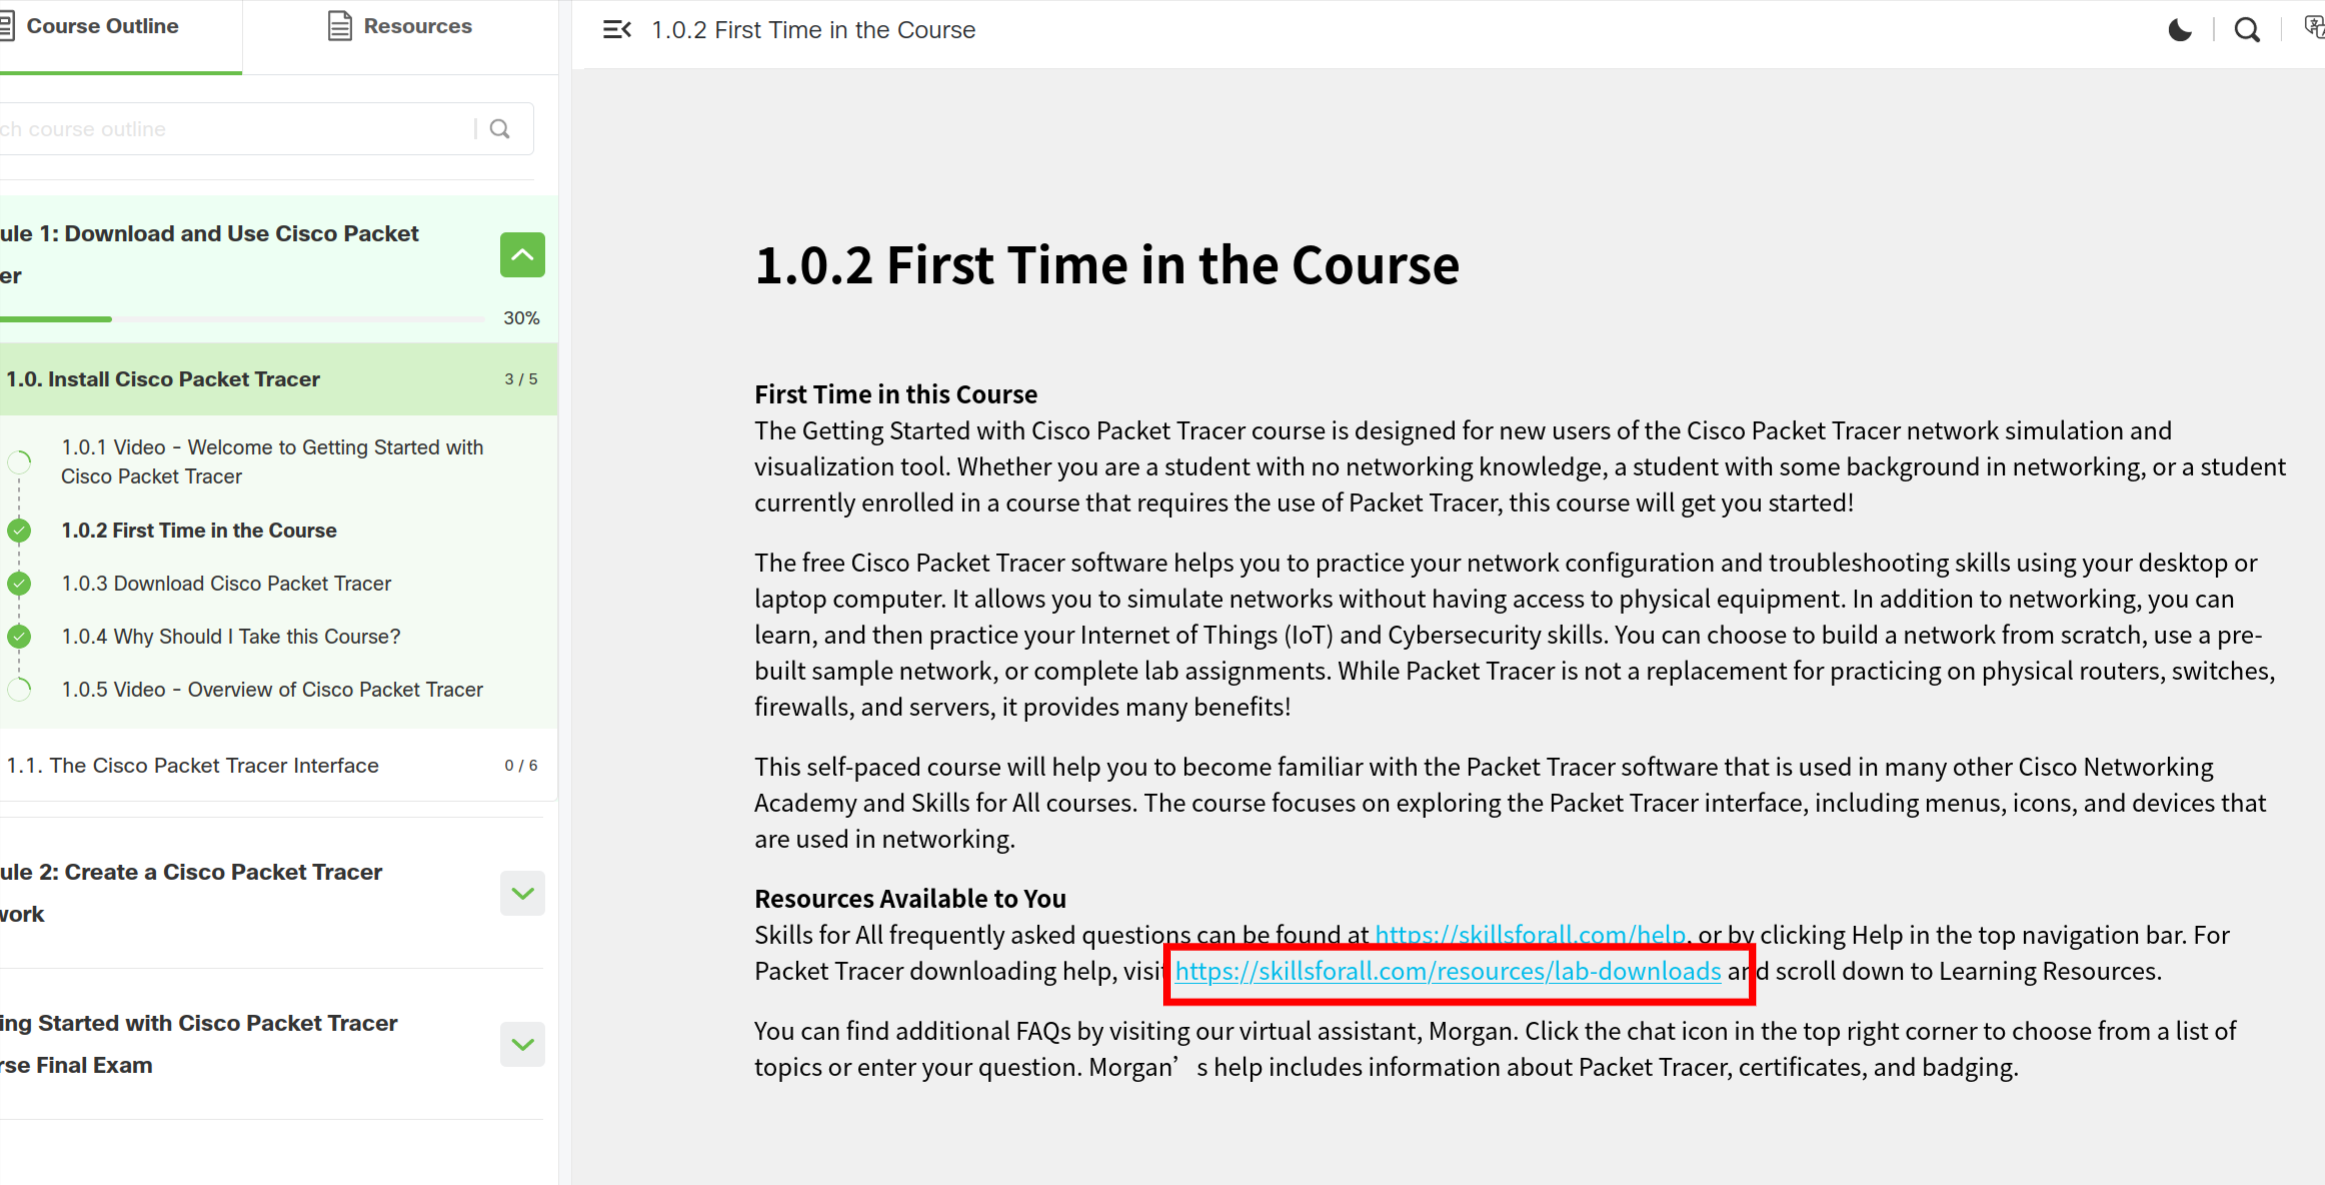 Course Outline
Resources
ch course outline
ule 1: Download and Use Cisco Packet
er
30%
1.0. Install Cisco Packet Tracer
3 / 5
1.0.1 Video - Welcome to Getting Started with
Cisco Packet Tracer
1.0.2 First Time in the Course
1.0.3 Download Cisco Packet Tracer
1.0.4 Why Should I Take this Course?
1.0.5 Video - Overview of Cisco Packet Tracer
1.1. The Cisco Packet Tracer Interface
0 / 6
ule 2: Create a Cisco Packet Tracer
work
ing Started with Cisco Packet Tracer
rse Final Exam
1.0.2 First Time in the Course
1.0.2 First Time in the Course
First Time in this Course
The Getting Started with Cisco Packet Tracer course is designed for new users of the Cisco Packet Tracer network simulation and
visualization tool. Whether you are a student with no networking knowledge, a student with some background in networking, or a student
currently enrolled in a course that requires the use of Packet Tracer, this course will get you started!
The free Cisco Packet Tracer software helps you to practice your network configuration and troubleshooting skills using your desktop or
laptop computer. It allows you to simulate networks without having access to physical equipment. In addition to networking, you can
learn, and then practice your Internet of Things (IoT) and Cybersecurity skills. You can choose to build a network from scratch, use a pre-
built sample network, or complete lab assignments. While Packet Tracer is not a replacement for practicing on physical routers, switches,
firewalls, and servers, it provides many benefits!
This self-paced course will help you to become familiar with the Packet Tracer software that is used in many other Cisco Networking
Academy and Skills for All courses. The course focuses on exploring the Packet Tracer interface, including menus, icons, and devices that
are used in networking.
Resources Available to You
Skills for All frequently asked questions can be found at https://skillsforall.com/help, or by clicking Help in the top navigation bar. For
Packet Tracer downloading help, visit https://skillsforall.com/resources/lab-downloads and scroll down to Learning Resources.
You can find additional FAQs by visiting our virtual assistant, Morgan. Click the chat icon in the top right corner to choose from a list of
topics or enter your question. Morgan’s help includes information about Packet Tracer, certificates, and badging.